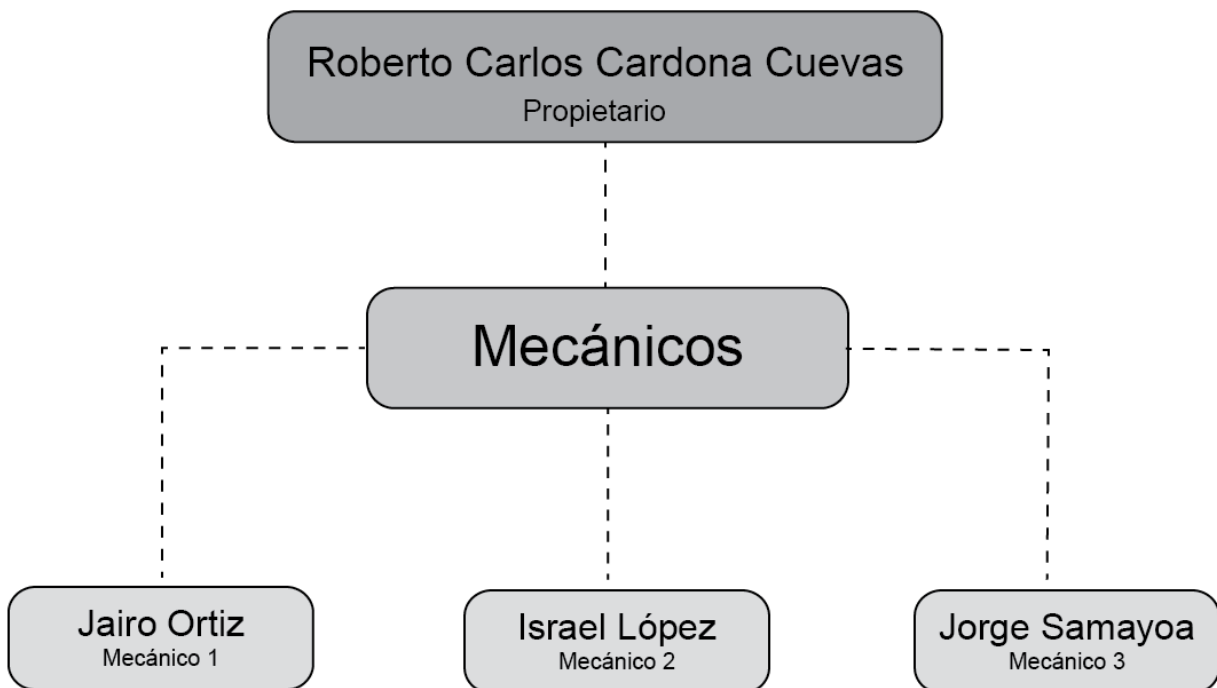 Roberto Carlos Cardona Cuevas
Propietario
Mecánicos
Jairo Ortiz
Mecánico 1
Israel López
Mecánico 2
Jorge Samayoa
Mecánico 3